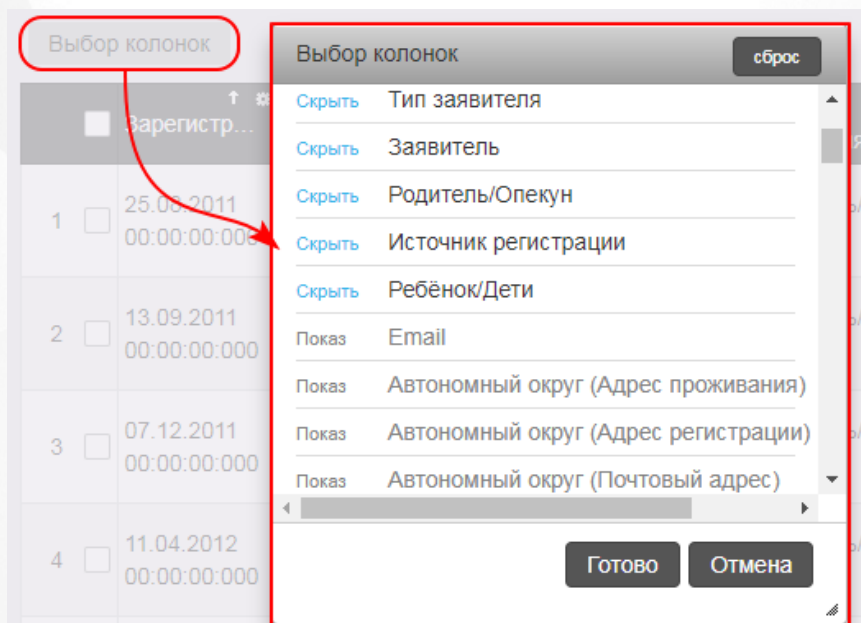 Выбор колонок
Зарегистр...
1
25.08.2011
00:00:00:000
2
13.09.2011
00:00:00:000
3
07.12.2011
00:00:00:000
4
11.04.2012
00:00:00:000
Выбор колонок
сброс
Скрыть Тип заявителя
Скрыть Заявитель
Скрыть Родитель/Опекун
Скрыть Источник регистрации
Скрыть Ребёнок/Дети
Показ Email
Показ Автономный округ (Адрес проживания)
Показ Автономный округ (Адрес регистрации)
Показ Автономный округ (Почтовый адрес)
Готово
Отмена